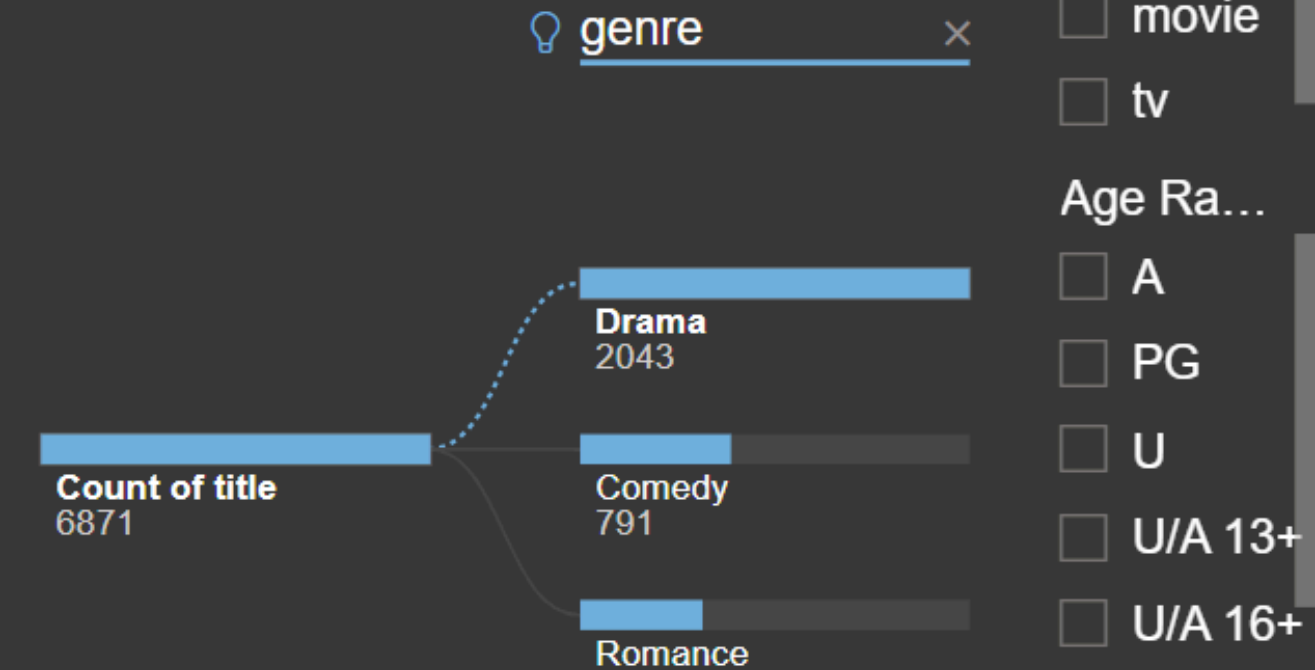 genre
Count of title
6871
Drama
2043
Comedy
791
Romance
movie
tv
Age Ra...
A
PG
U
U/A 13+
U/A 16+